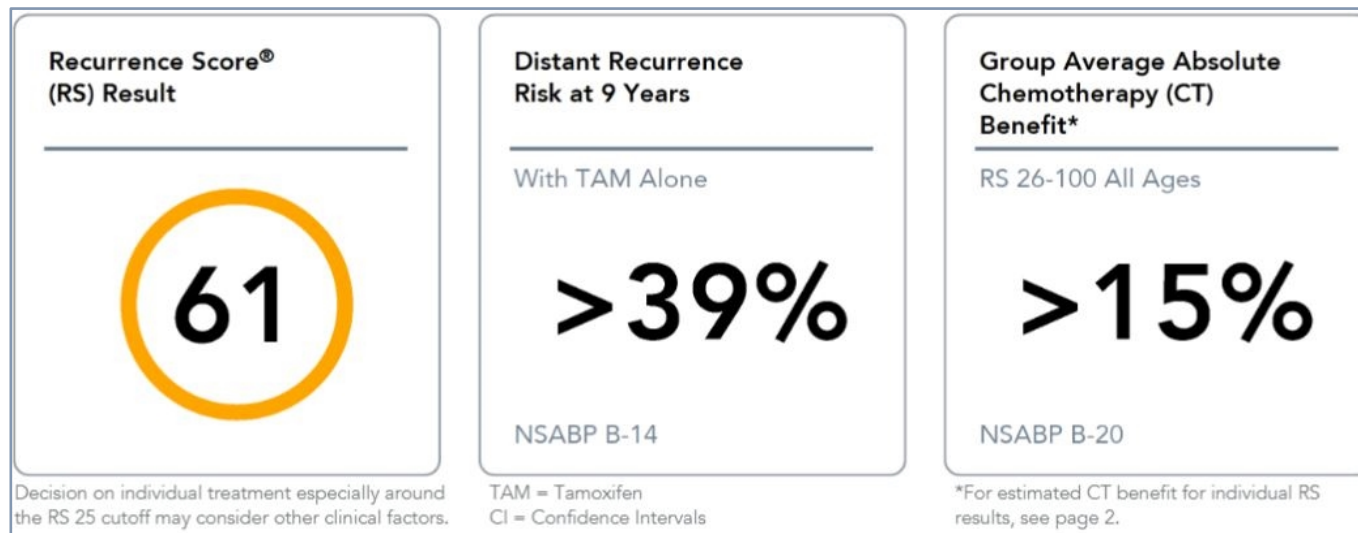 Recurrence Score®
(RS) Result
61
Decision on individual treatment especially around
the RS 25 cutoff may consider other clinical factors.
Distant Recurrence
Risk at 9 Years
With TAM Alone
>39%
NSABP B-14
TAM = Tamoxifen
CI = Confidence Intervals
Group Average Absolute
Chemotherapy (CT)
Benefit*
RS 26-100 All Ages
>15%
NSABP B-20
*For estimated CT benefit for individual RS
results, see page 2.